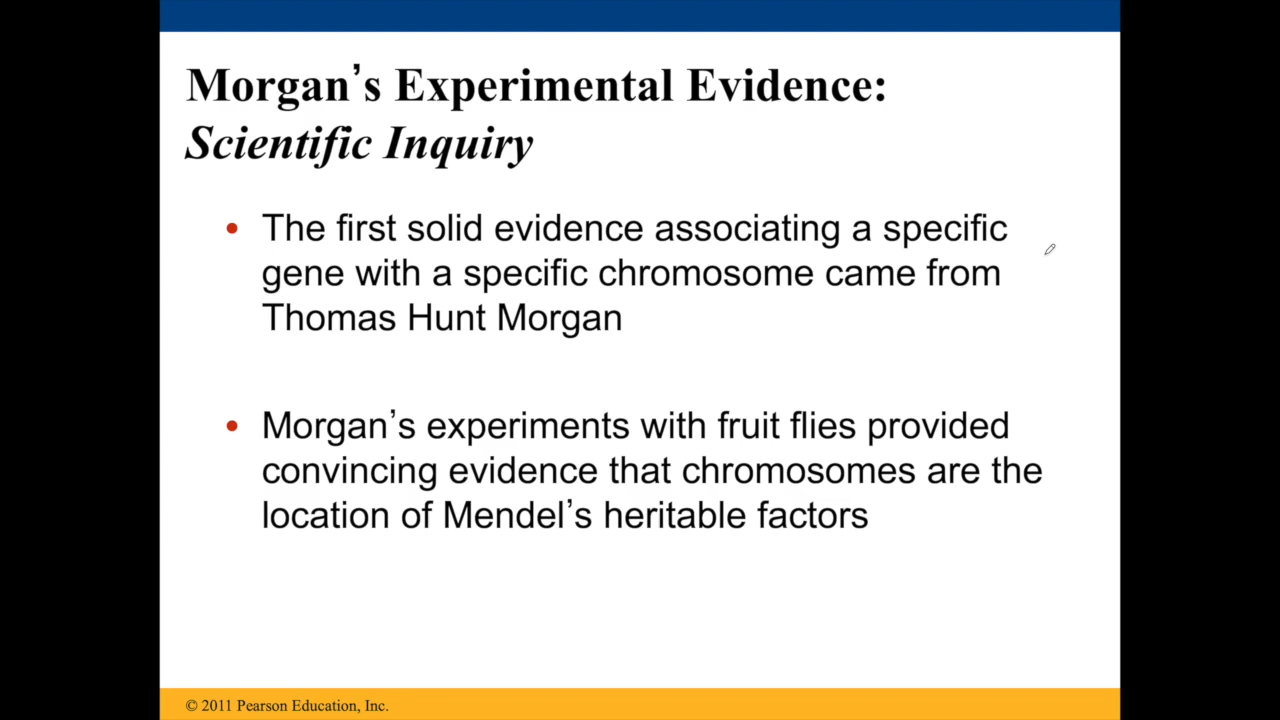 Morgan’s Experimental Evidence:
Scientific Inquiry
• The first solid evidence associating a specific
gene with a specific chromosome came from
Thomas Hunt Morgan
• Morgan’s experiments with fruit flies provided
convincing evidence that chromosomes are the
location of Mendel’s heritable factors
© 2011 Pearson Education, Inc.